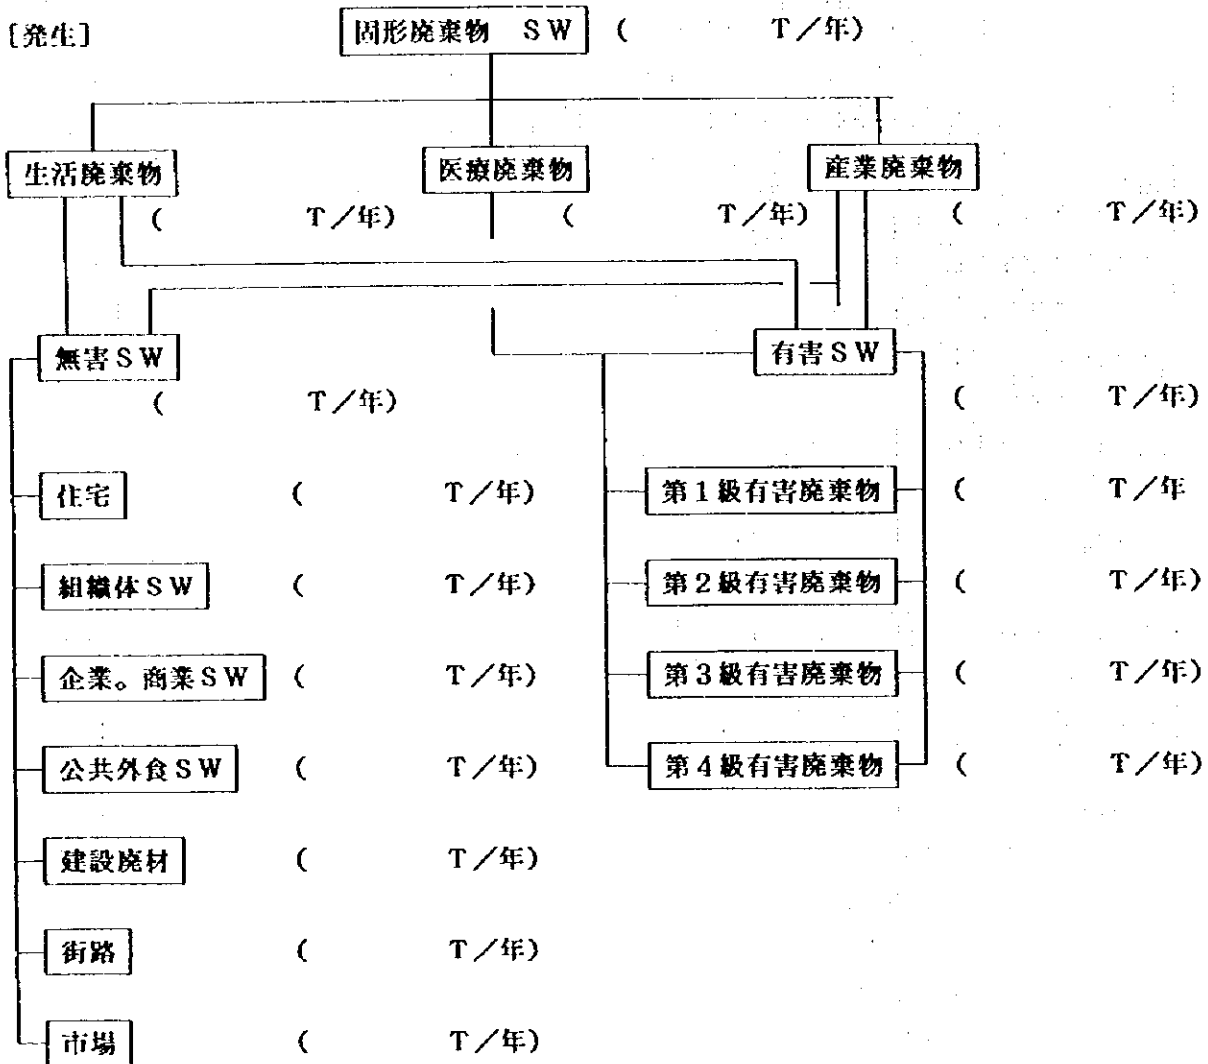 [発生]
固形廃棄物 SW ( T/年)
生活廃棄物 医療廃棄物 産業廃棄物
( T/年) ( T/年) ( T/年)
無害SW 有害SW
( T/年) ( T/年)
住宅 ( T/年) 第1級有害廃棄物 ( T/年
組織体SW ( T/年) 第2級有害廃棄物 ( T/年)
企業。商業SW ( T/年) 第3級有害廃棄物 ( T/年)
公共外食SW ( T/年) 第4級有害廃棄物 ( T/年)
建設廃材 ( T/年)
街路 ( T/年)
市場 ( T/年)